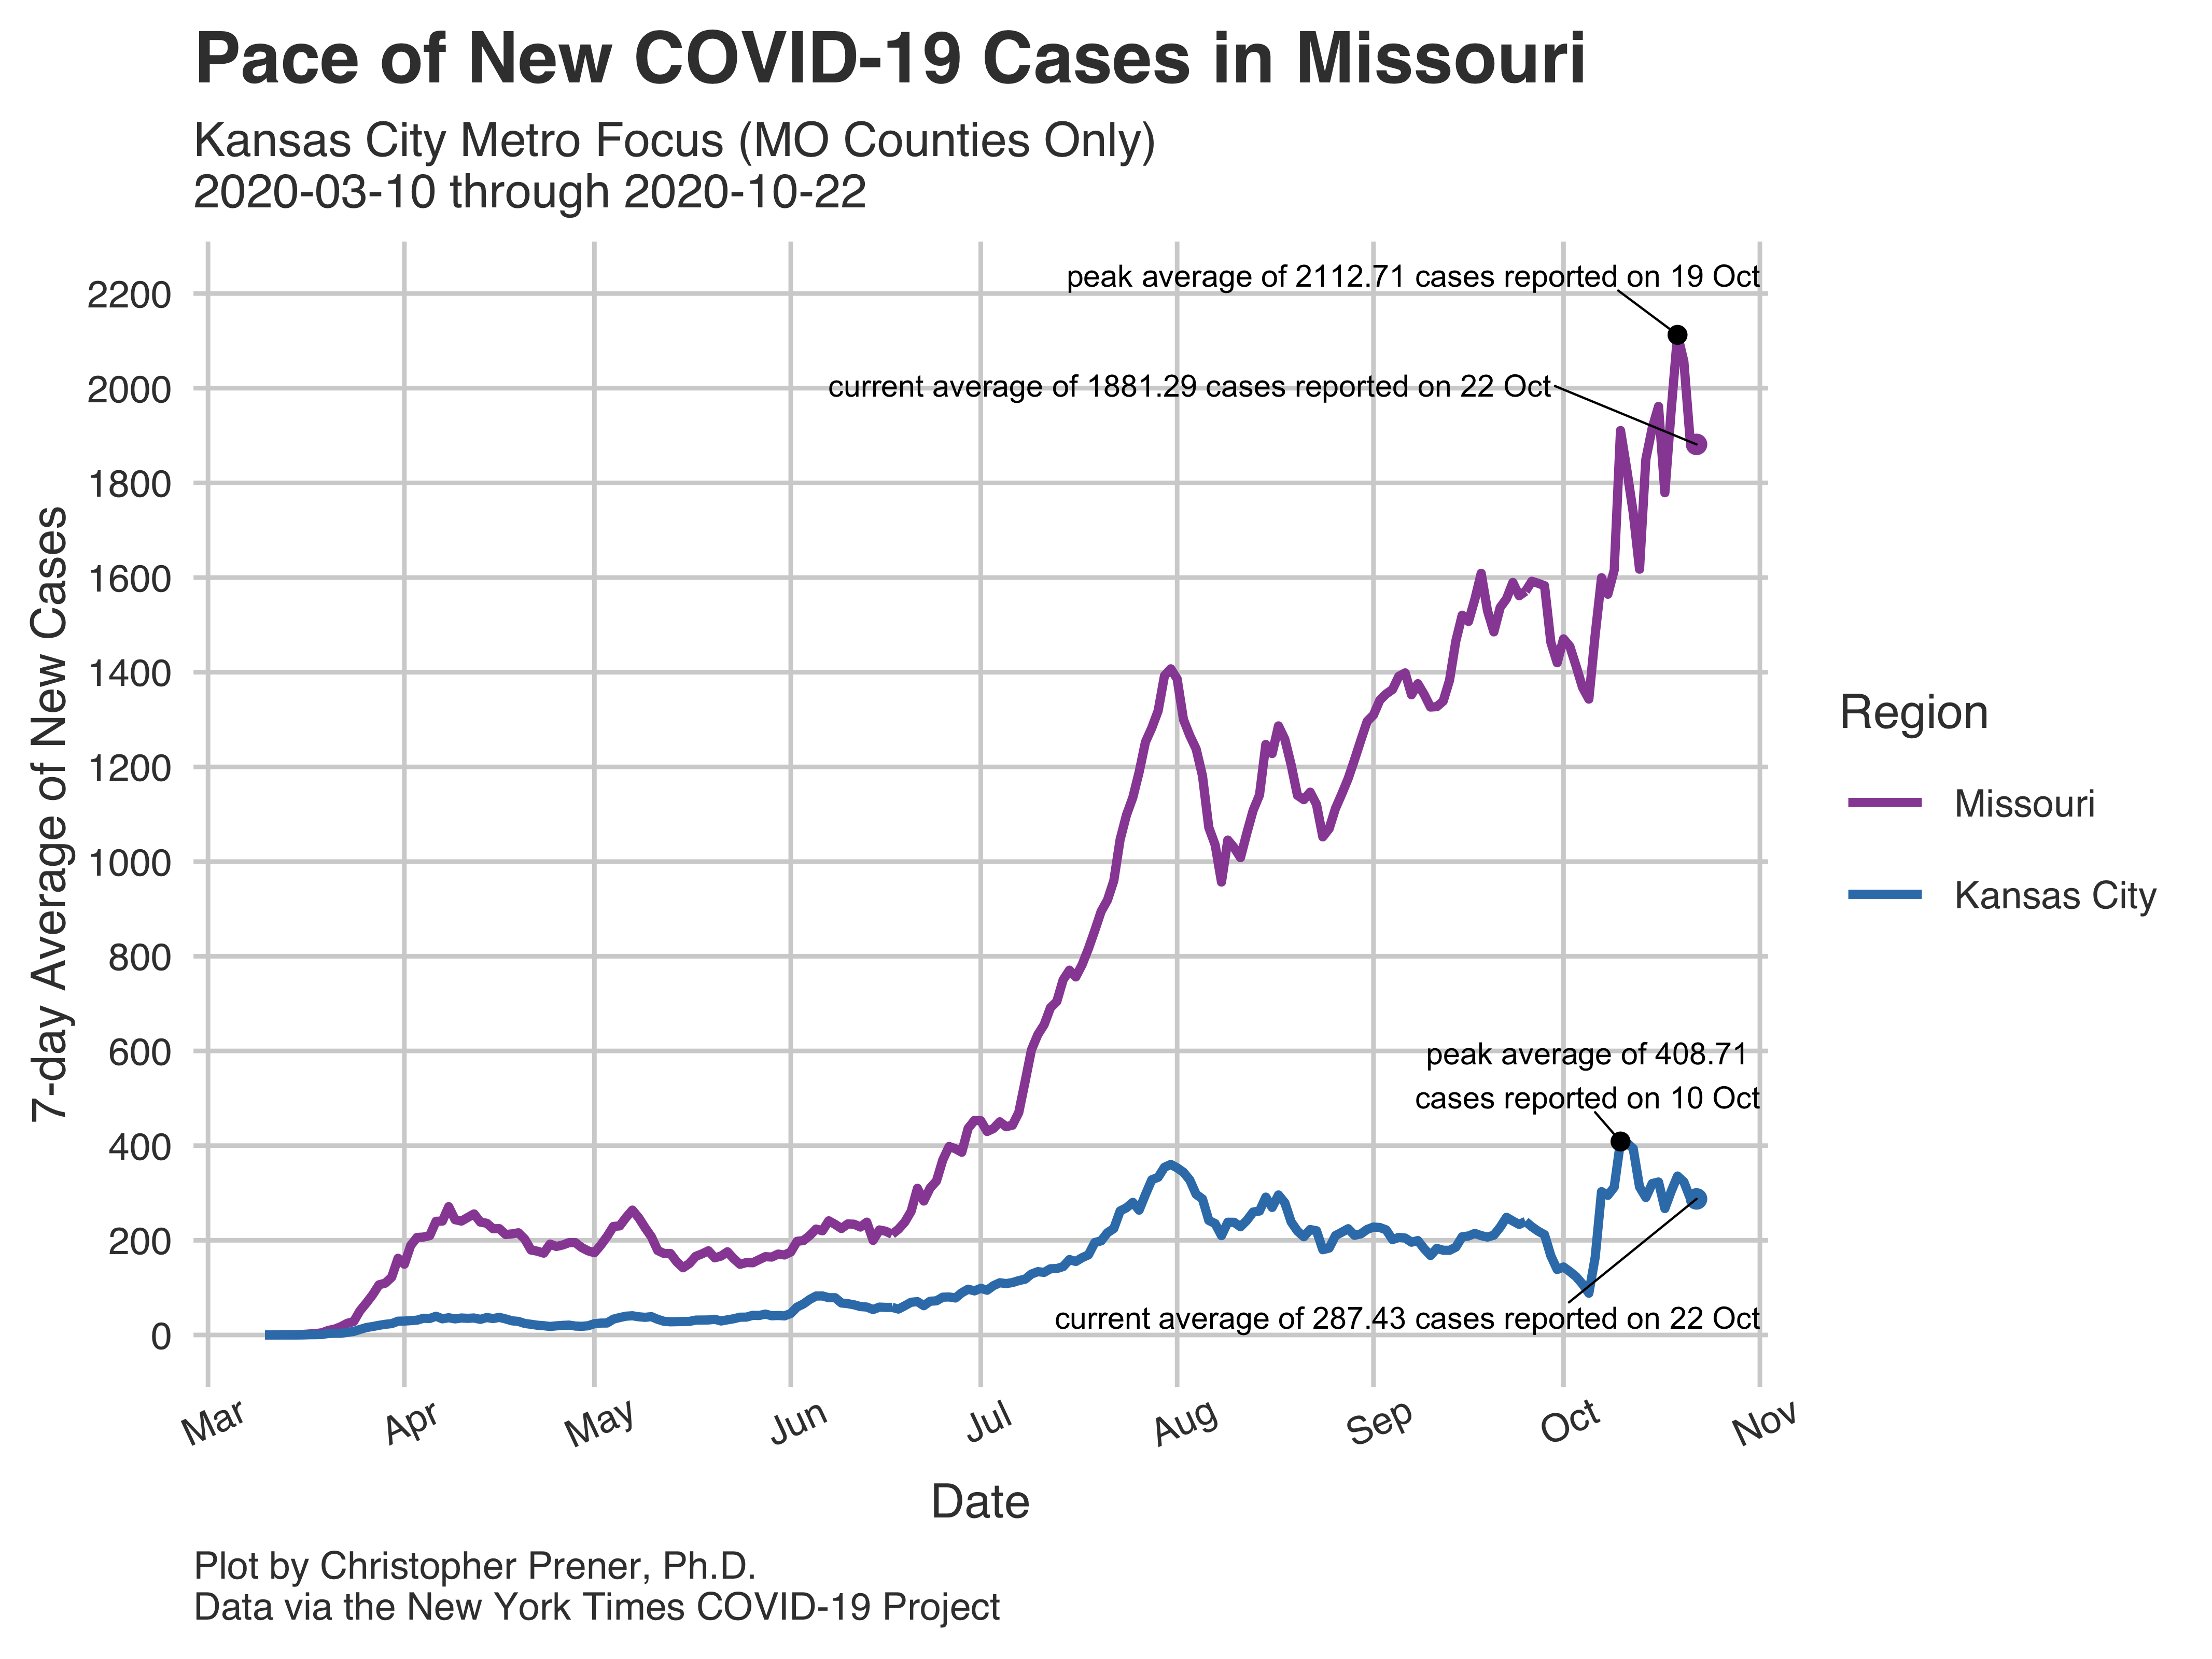 Pace of New COVID-19 Cases in Missouri
Kansas City Metro Focus (MO Counties Only)
2020-03-10 through 2020-10-22
7-day Average of New Cases
2200
2000
1800
1600
1400
1200
1000
800
600
400
200
0
peak average of 2112.71 cases reported on 19 Oct
current average of 1881.29 cases reported on 22 Oct
peak average of 408.71
cases reported on 10 Oct
current average of 287.43 cases reported on 22 Oct
Mar
Apr
May
Jun
Jul
Aug
Sep
Oct
Nov
Date
Region
Missouri
Kansas City
Plot by Christopher Prener, Ph.D.
Data via the New York Times COVID-19 Project